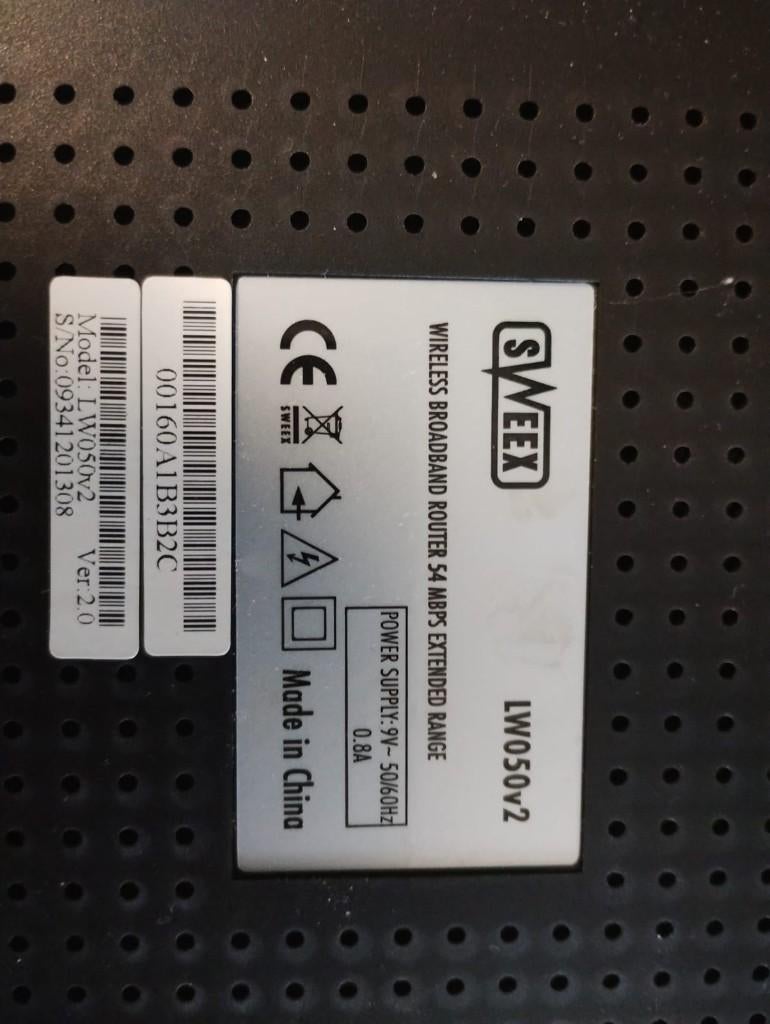 SWEEX
LW050v2
WIRELESS BROADBAND ROUTER 54 MBPS EXTENDED RANGE
POWER SUPPLY:9V~ 50/60Hz
0.8A
CE
SWEEX
Made in China
00160A1B3B2C
Model: LW050v2 Ver:2.0
S/No:09341201308